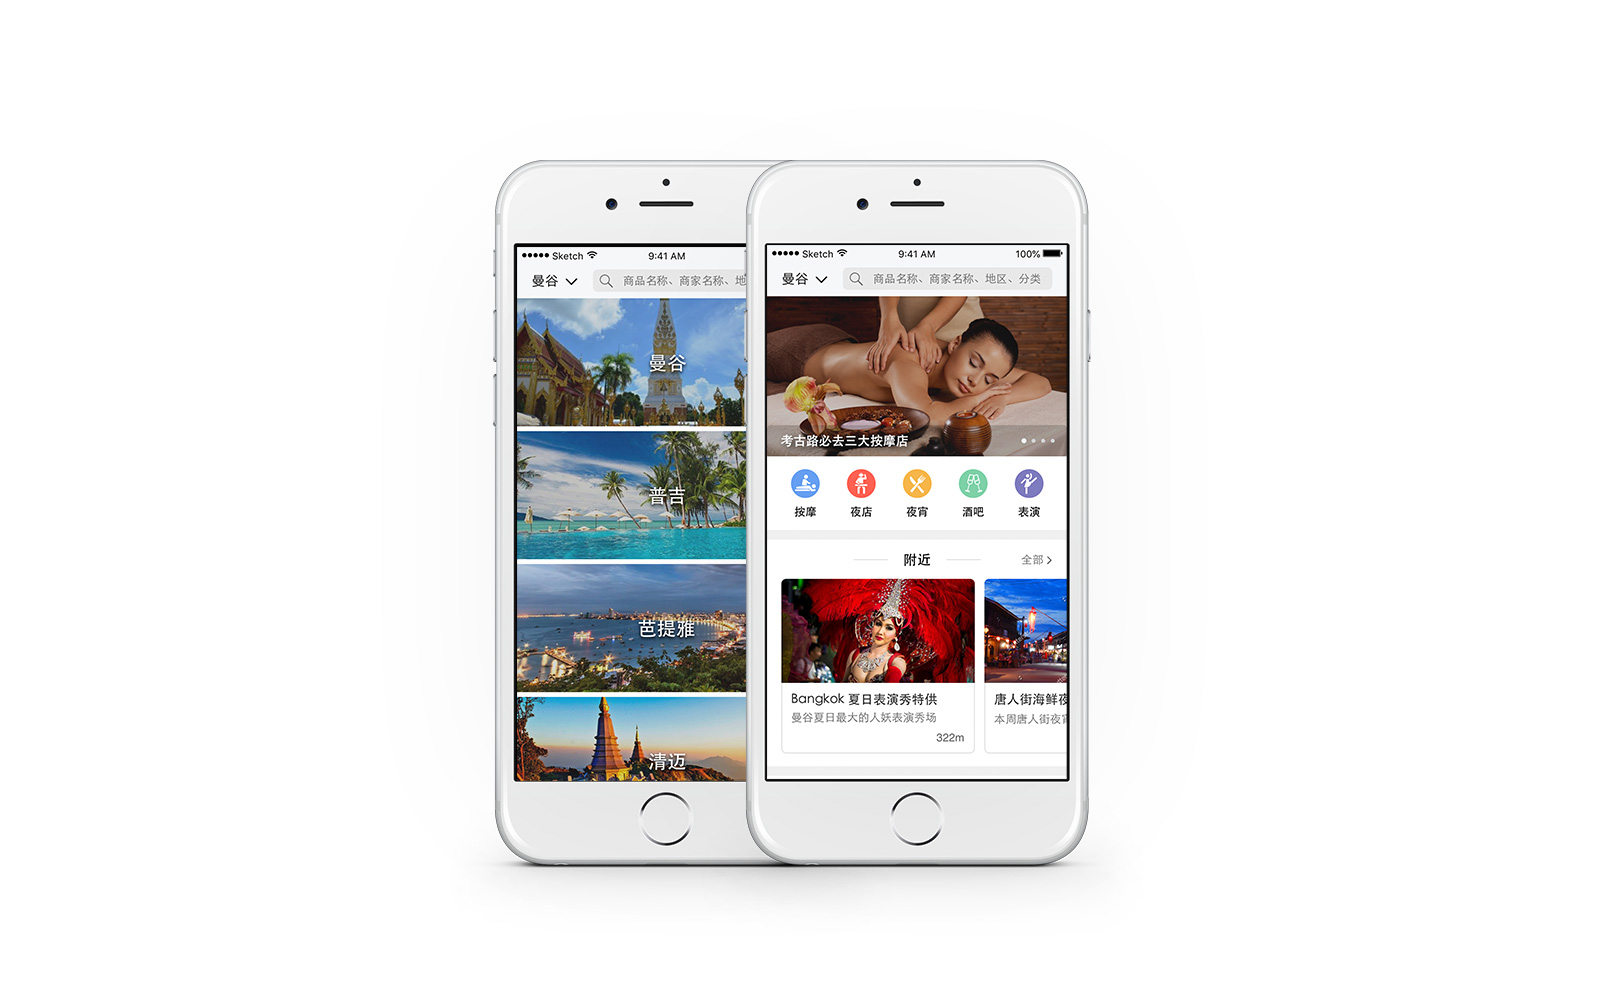 Sketch
9:41 AM
曼谷
商品名称、商家名称、地
曼谷
普吉
芭提雅
清迈
Sketch
9:41 AM
100%
曼谷
商品名称、商家名称、地区、分类
考古路必去三大按摩店
按摩
夜店
夜宵
酒吧
表演
附近
全部
Bangkok 夏日表演秀特供
曼谷夏日最大的人妖表演秀场
322m
唐人街海鲜夜
本周唐人街夜